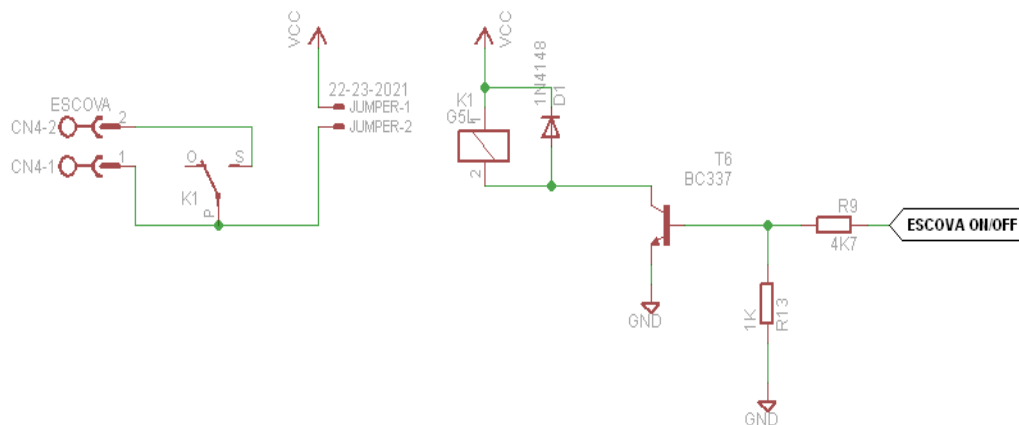 VCC
22-23-2021
JUMPER-1
JUMPER-2
ESCOVA
CN4-2
2
CN4-1
1
O
S
K1
P
VCC
1N4148
D1
K1
G5L
1
2
T6
BC337
R9
4K7
ESCOVA ON/OFF
1K
R13
GND
GND